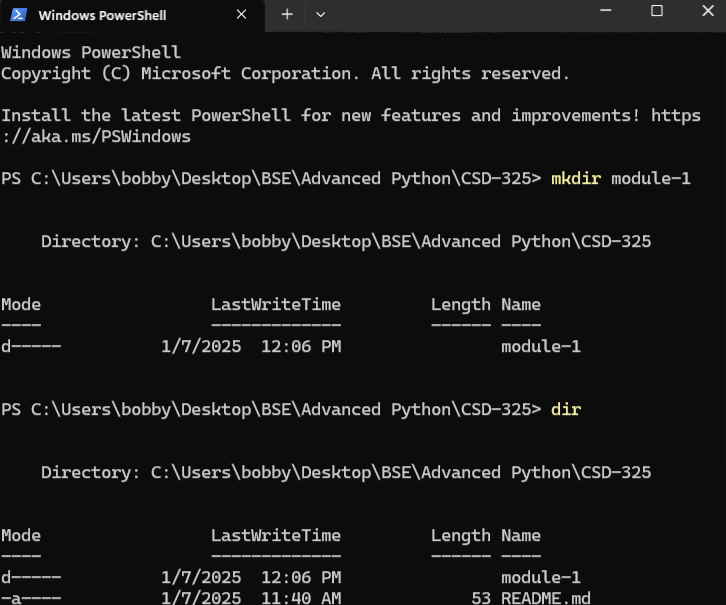 Windows PowerShell
Windows PowerShell
Copyright (C) Microsoft Corporation. All rights reserved.
Install the latest PowerShell for new features and improvements! https
://aka.ms/PSWindows
PS C:\Users\bobby\Desktop\BSE\Advanced Python\CSD-325> mkdir module-1
Directory: C:\Users\bobby\Desktop\BSE\Advanced Python\CSD-325
Mode LastWriteTime Length Name
---- ------------- ------ ----
d----- 1/7/2025 12:06 PM module-1
PS C:\Users\bobby\Desktop\BSE\Advanced Python\CSD-325> dir
Directory: C:\Users\bobby\Desktop\BSE\Advanced Python\CSD-325
Mode LastWriteTime Length Name
---- ------------- ------ ----
d----- 1/7/2025 12:06 PM module-1
-a---- 1/7/2025 11:40 AM 53 README.md